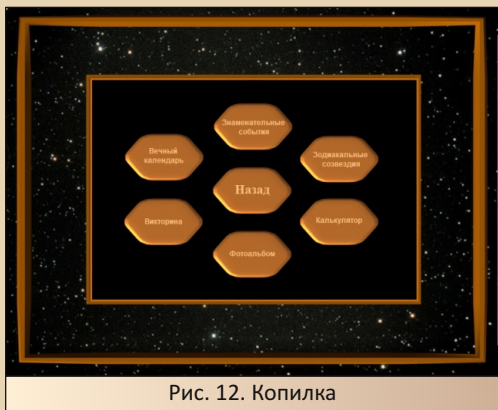 Знаменательные
события
Вечный
календарь
Зодиакальные
созвездия
Назад
Викторина
Калькулятор
Фотоальбом
Рис. 12. Копилка